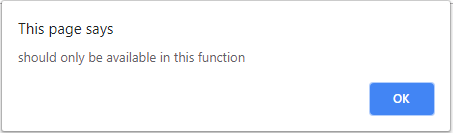 This page says
should only be available in this function
OK